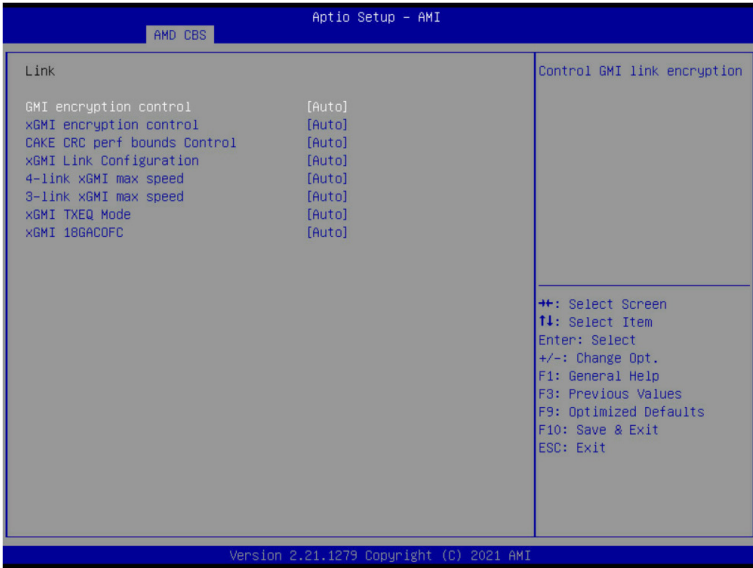 Aptio Setup – AMI
AMD CBS
Link
GMI encryption control [Auto]
xGMI encryption control [Auto]
CAKE CRC perf bounds Control [Auto]
xGMI Link Configuration [Auto]
4-link xGMI max speed [Auto]
3-link xGMI max speed [Auto]
xGMI TXEQ Mode [Auto]
xGMI 18GACOFC [Auto]
Control GMI link encryption
→←: Select Screen
↑↓: Select Item
Enter: Select
+/-: Change Opt.
F1: General Help
F3: Previous Values
F9: Optimized Defaults
F10: Save & Exit
ESC: Exit
Version 2.21.1279 Copyright (C) 2021 AMI